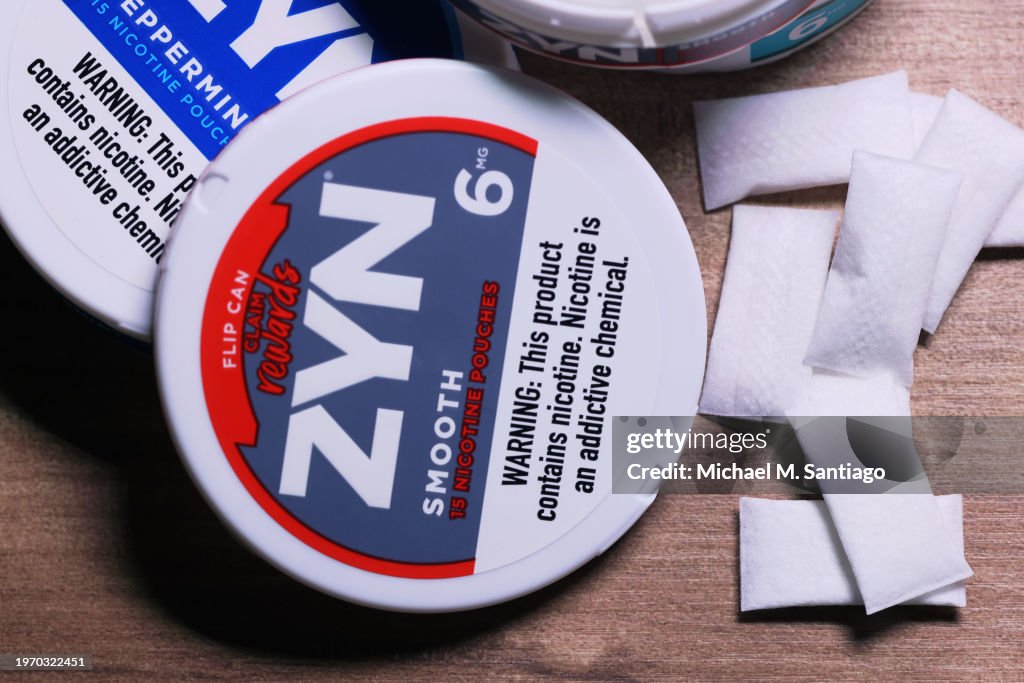 ZYN
PEPPERMIN
15 NICOTINE POUCH
WARNING: This p
contains nicotine. Ni
an addictive chemi
ZYN
6
FLIP CAN
CLAIM
rewards
ZYN®
6 MG
SMOOTH
15 NICOTINE POUCHES
WARNING: This product
contains nicotine. Nicotine is
an addictive chemical.
gettyimages®
Credit: Michael M. Santiago
1970322451